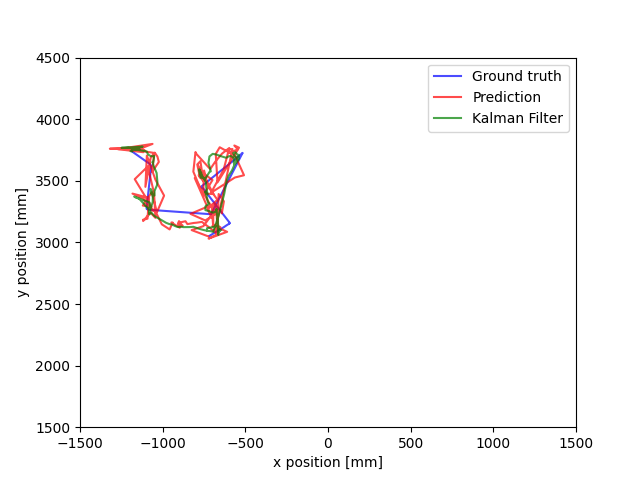 4500
4000
3500
3000
2500
2000
1500
y position [mm]
−1500
−1000
−500
0
500
1000
1500
x position [mm]
Ground truth
Prediction
Kalman Filter